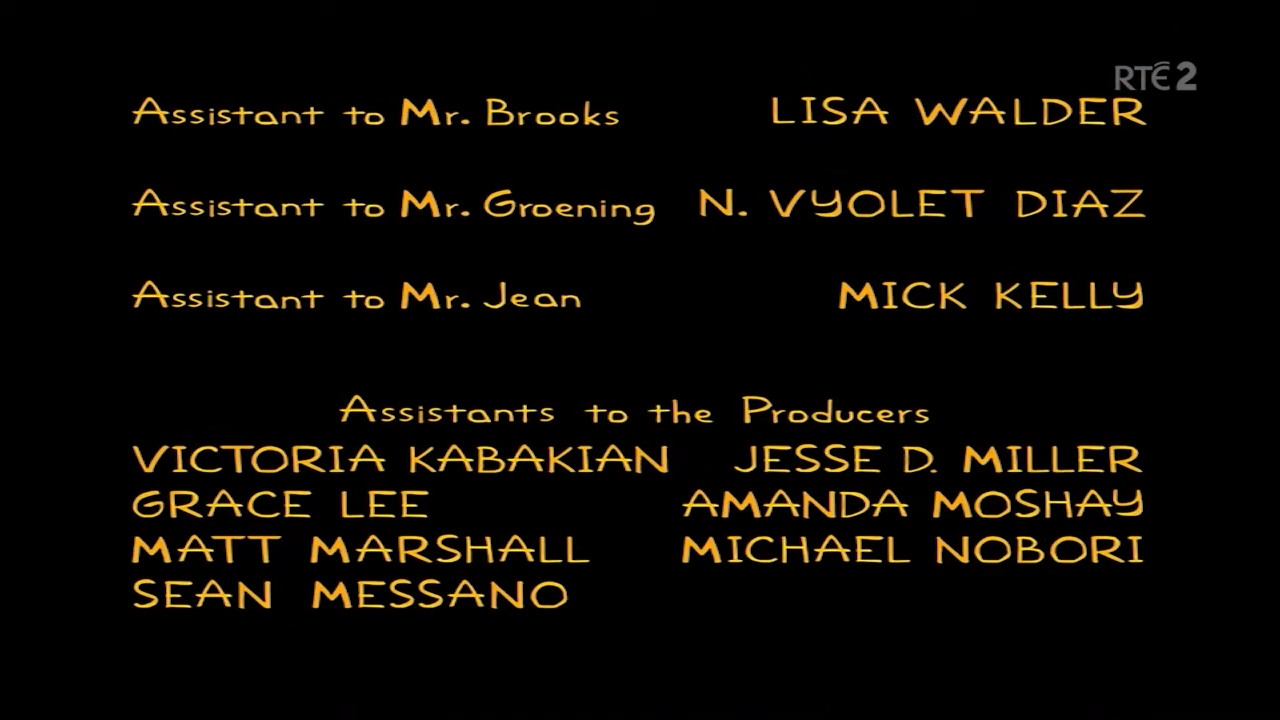 RTÉ2
Assistant to Mr. Brooks LISA WALDER
Assistant to Mr. Groening N. VYOLET DIAZ
Assistant to Mr. Jean MICK KELLY
Assistants to the Producers
VICTORIA KABAKIAN JESSE D. MILLER
GRACE LEE AMANDA MOSHAY
MATT MARSHALL MICHAEL NOBORI
SEAN MESSANO